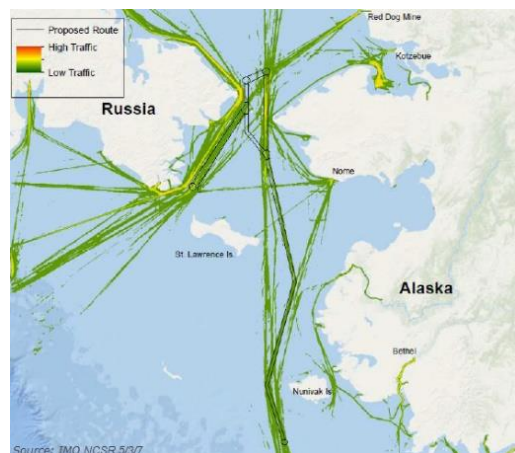 Proposed Route
High Traffic
Low Traffic
Red Dog Mine
Kotzebue
Russia
Nome
St. Lawrence Is.
Alaska
Bethel
Nunivak Is
Source: IMO NCSR 5/3/7